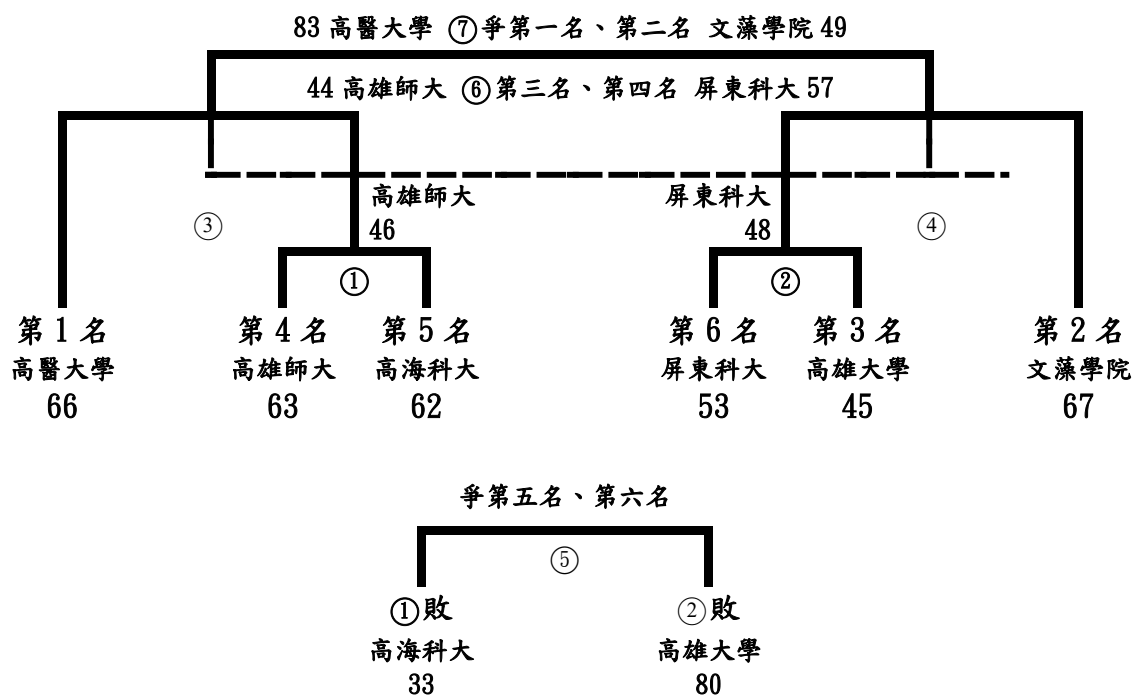 83 高醫大學 ⑦爭第一名、第二名 文藻學院 49
44 高雄師大 ⑥第三名、第四名 屏東科大 57
高雄師大 屏東科大
③ 46 48 ④
① ②
第 1 名 第 4 名 第 5 名 第 6 名 第 3 名 第 2 名
高醫大學 高雄師大 高海科大 屏東科大 高雄大學 文藻學院
66 63 62 53 45 67
爭第五名、第六名
⑤
①敗 ②敗
高海科大 高雄大學
33 80